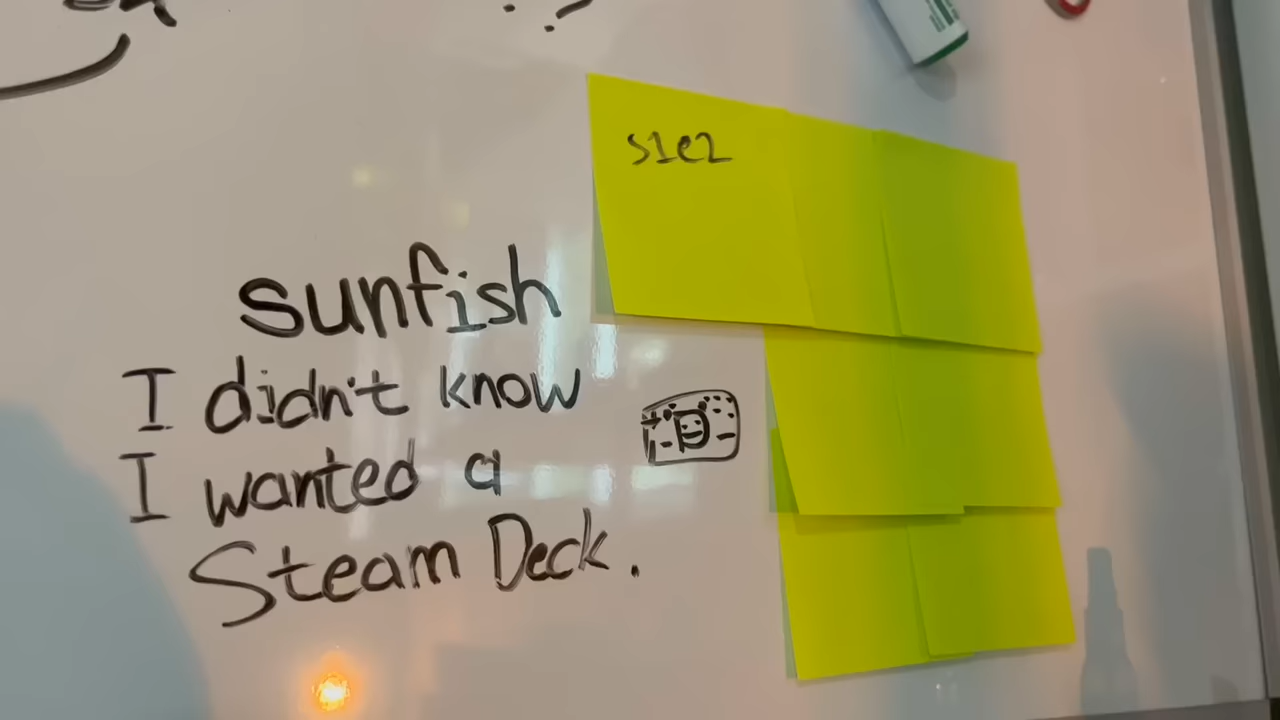 s1e2
sunfish
I didn't know
I wanted a
Steam Deck.